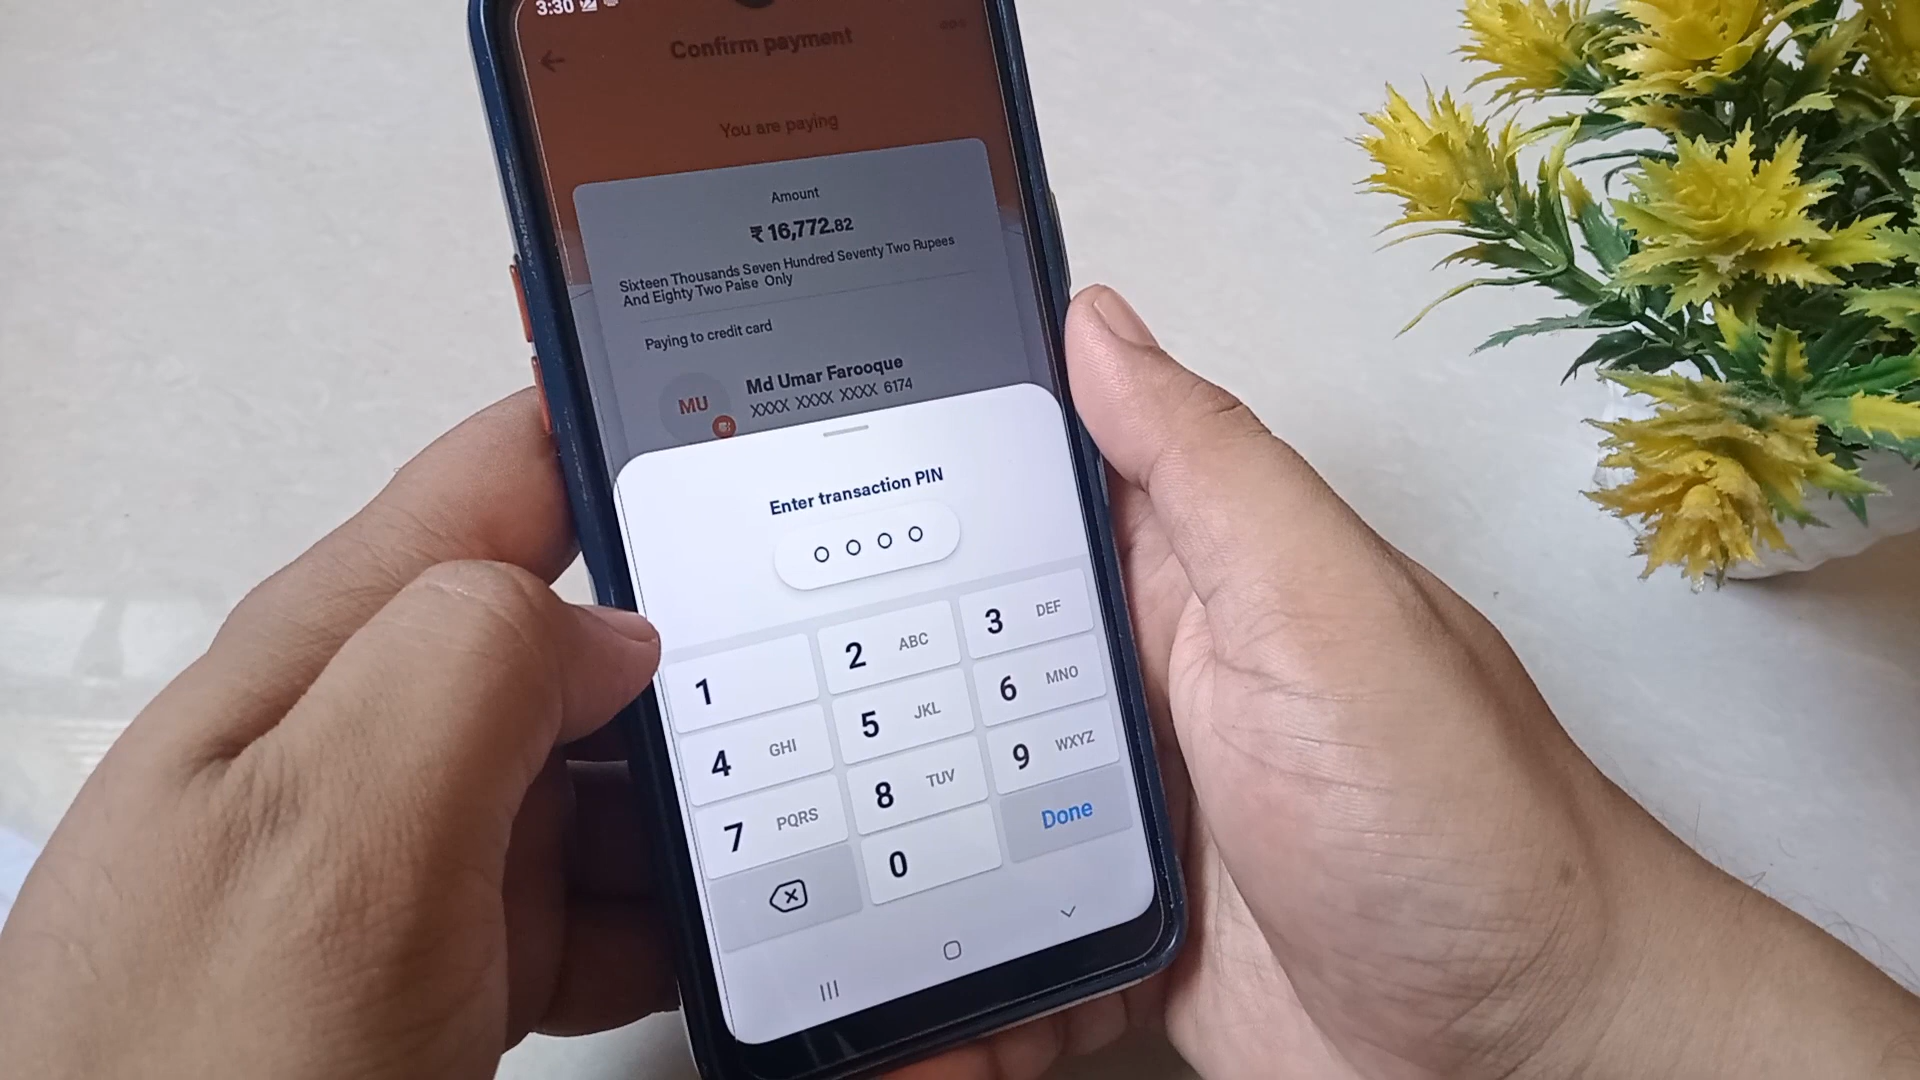 3:30
Confirm payment
You are paying
Amount
₹ 16,772.82
Sixteen Thousands Seven Hundred Seventy Two Rupees
And Eighty Two Paise Only
Paying to credit card
MU
Md Umar Farooque
XXXX XXXX XXXX 6174
Enter transaction PIN
1
2 ABC
3 DEF
4 GHI
5 JKL
6 MNO
7 PQRS
8 TUV
9 WXYZ
0
Done